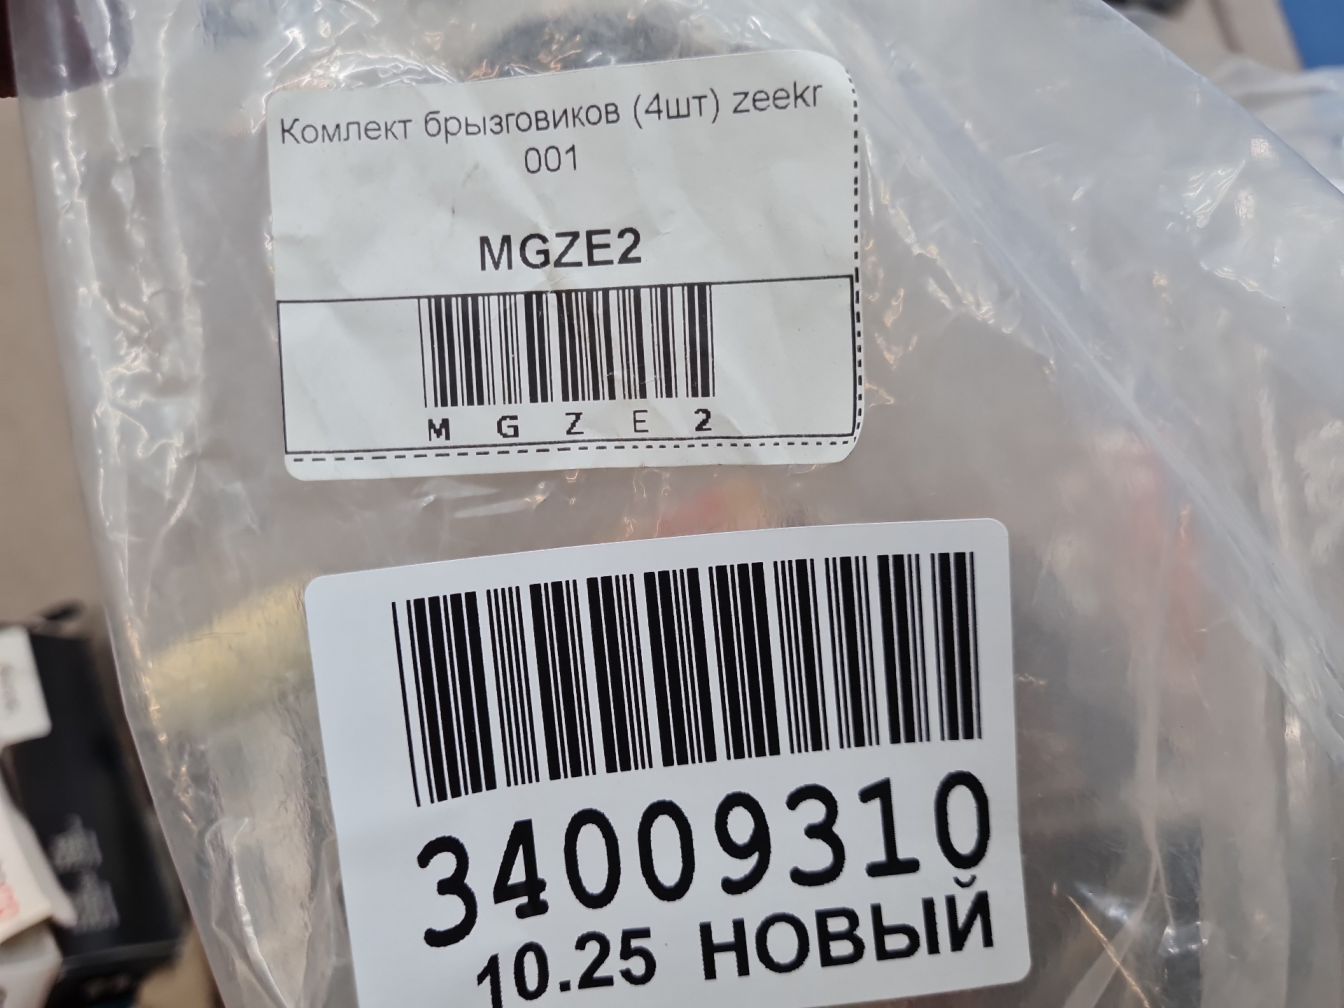 Комлект брызговиков (4шт) zeekr
001
MGZE2
M G Z E 2
34009310
10.25 НОВЫЙ